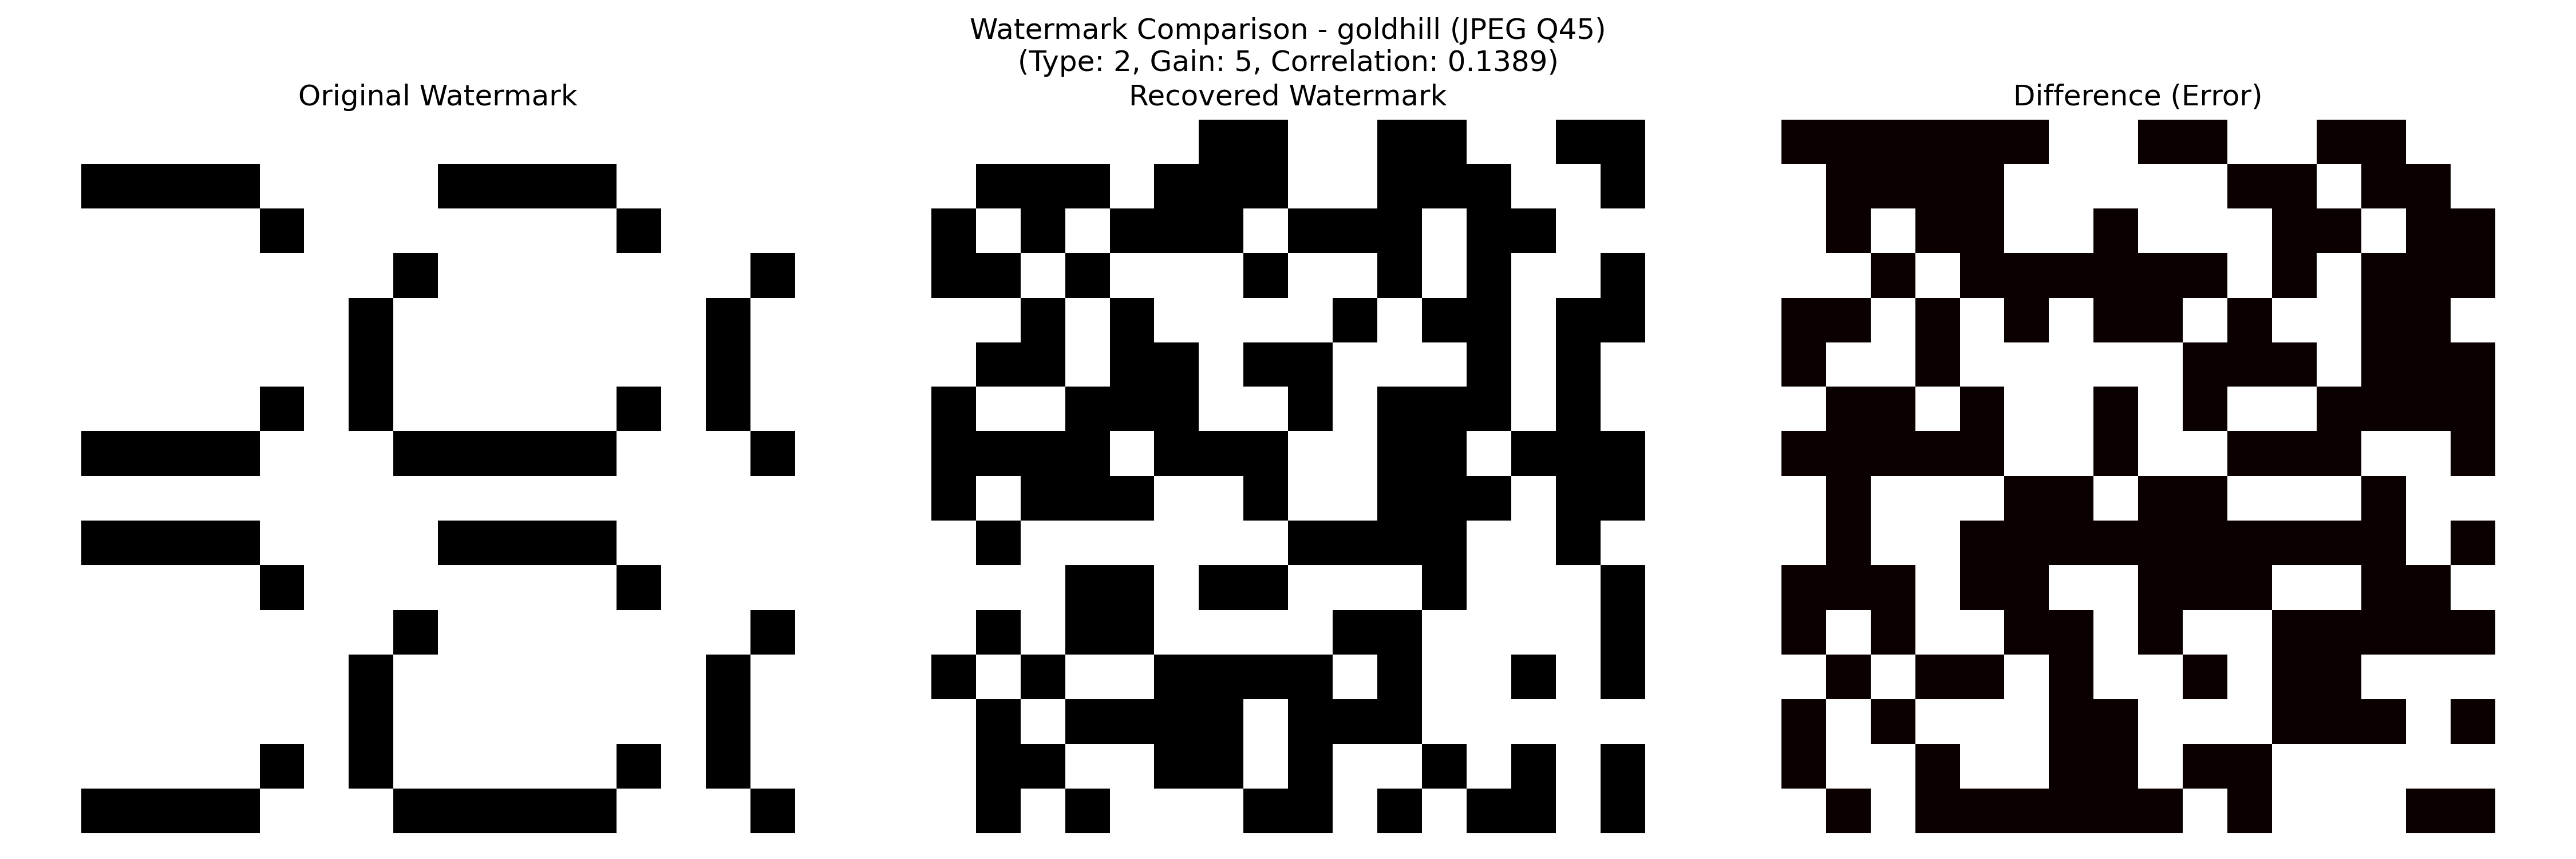 Watermark Comparison - goldhill (JPEG Q45)
(Type: 2, Gain: 5, Correlation: 0.1389)
Original Watermark
Recovered Watermark
Difference (Error)